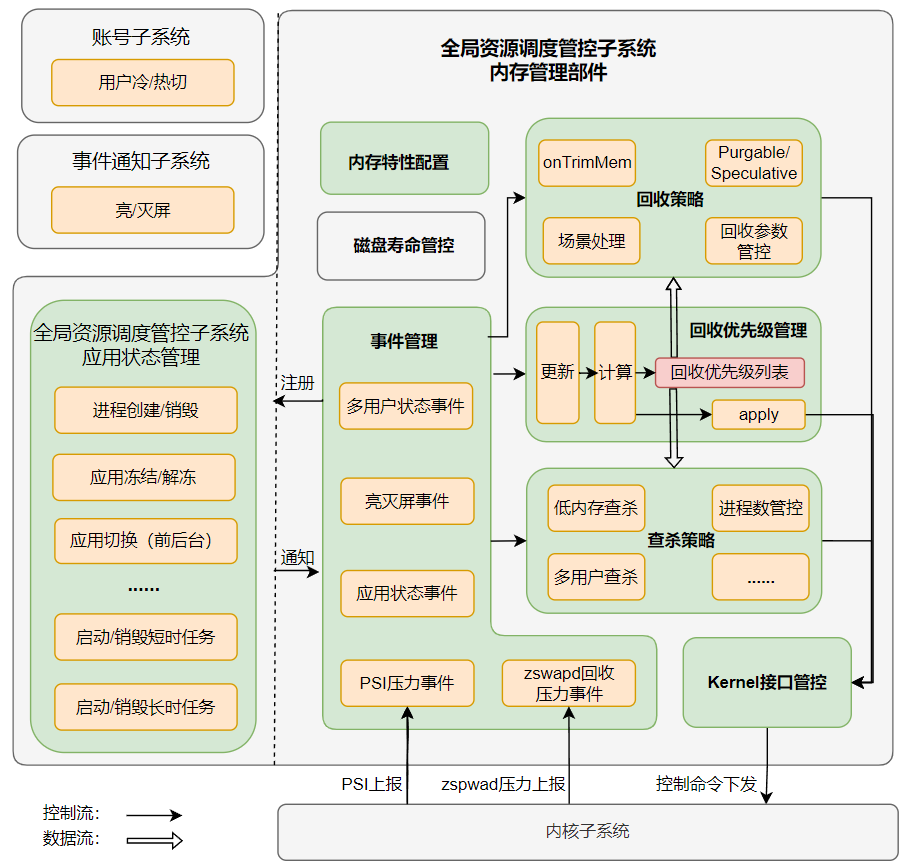 账号子系统
用户冷/热切
事件通知子系统
亮/灭屏
全局资源调度管控子系统
应用状态管理
进程创建/销毁
应用冻结/解冻
应用切换（前后台）
......
启动/销毁短时任务
启动/销毁长时任务
全局资源调度管控子系统
内存管理部件
内存特性配置
磁盘寿命管控
注册
通知
事件管理
多用户状态事件
亮灭屏事件
应用状态事件
PSI压力事件
zswapd回收
压力事件
onTrimMem
Purgable/
Speculative
回收策略
场景处理
回收参数
管控
回收优先级管理
更新
计算
回收优先级列表
apply
低内存查杀
进程数管控
查杀策略
多用户查杀
......
Kernel接口管控
PSI上报
zspwad压力上报
控制命令下发
内核子系统
控制流：
数据流：